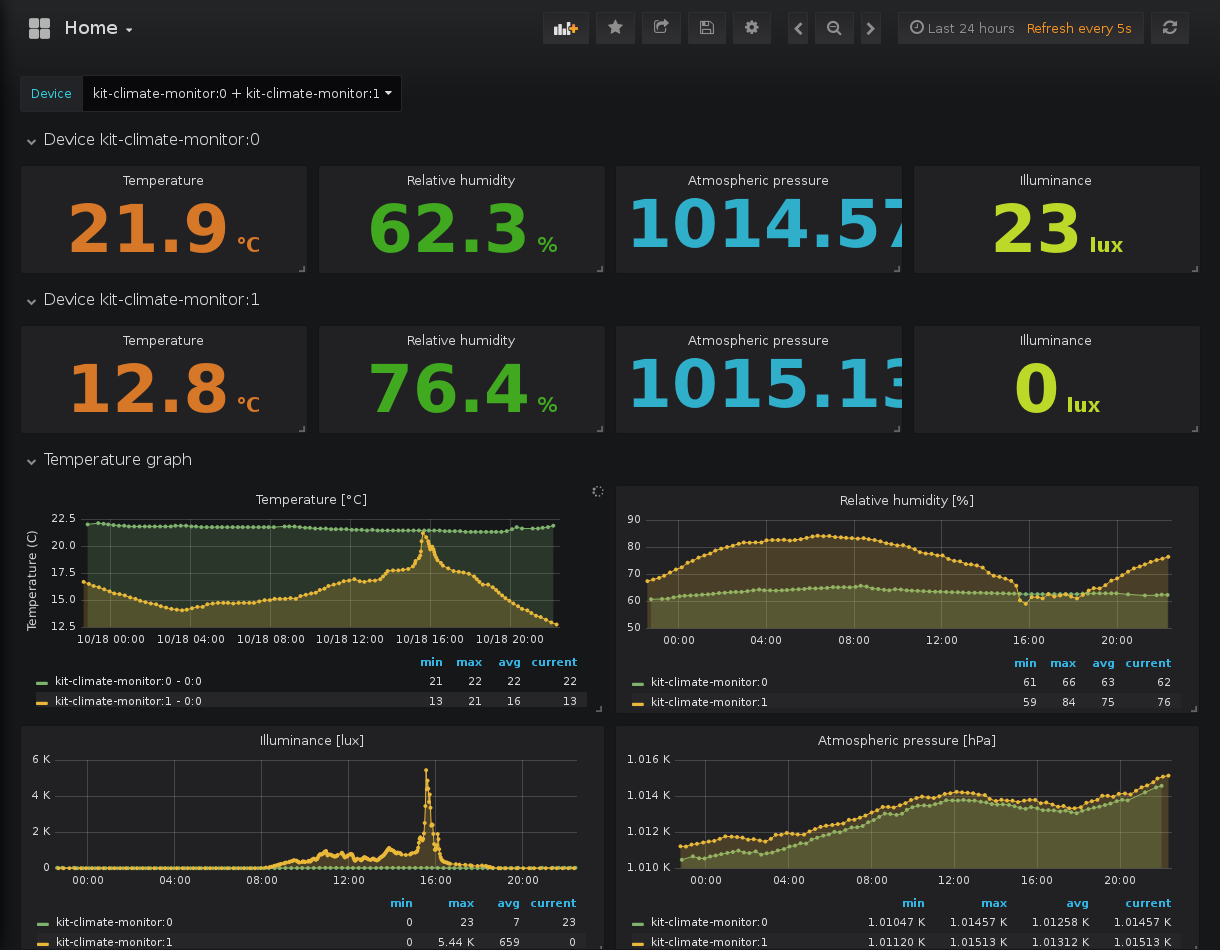 Home
Last 24 hours Refresh every 5s
Device kit-climate-monitor:0 + kit-climate-monitor:1
Device kit-climate-monitor:0
Temperature Relative humidity Atmospheric pressure Illuminance
21.9 °C 62.3 % 1014.57 23 lux
Device kit-climate-monitor:1
Temperature Relative humidity Atmospheric pressure Illuminance
12.8 °C 76.4 % 1015.13 0 lux
Temperature graph
Temperature [°C]
Temperature (C)
22.5
20.0
17.5
15.0
12.5
10/18 00:00 10/18 04:00 10/18 08:00 10/18 12:00 10/18 16:00 10/18 20:00
min max avg current
kit-climate-monitor:0 - 0:0 21 22 22 22
kit-climate-monitor:1 - 0:0 13 21 16 13
Relative humidity [%]
90
80
70
60
50
00:00 04:00 08:00 12:00 16:00 20:00
min max avg current
kit-climate-monitor:0 61 66 63 62
kit-climate-monitor:1 59 84 75 76
Illuminance [lux]
6 K
4 K
2 K
0
00:00 04:00 08:00 12:00 16:00 20:00
min max avg current
kit-climate-monitor:0 0 23 7 23
kit-climate-monitor:1 0 5.44 K 659 0
Atmospheric pressure [hPa]
1.016 K
1.014 K
1.012 K
1.010 K
00:00 04:00 08:00 12:00 16:00 20:00
min max avg current
kit-climate-monitor:0 1.01047 K 1.01457 K 1.01258 K 1.01457 K
kit-climate-monitor:1 1.01120 K 1.01513 K 1.01312 K 1.01513 K